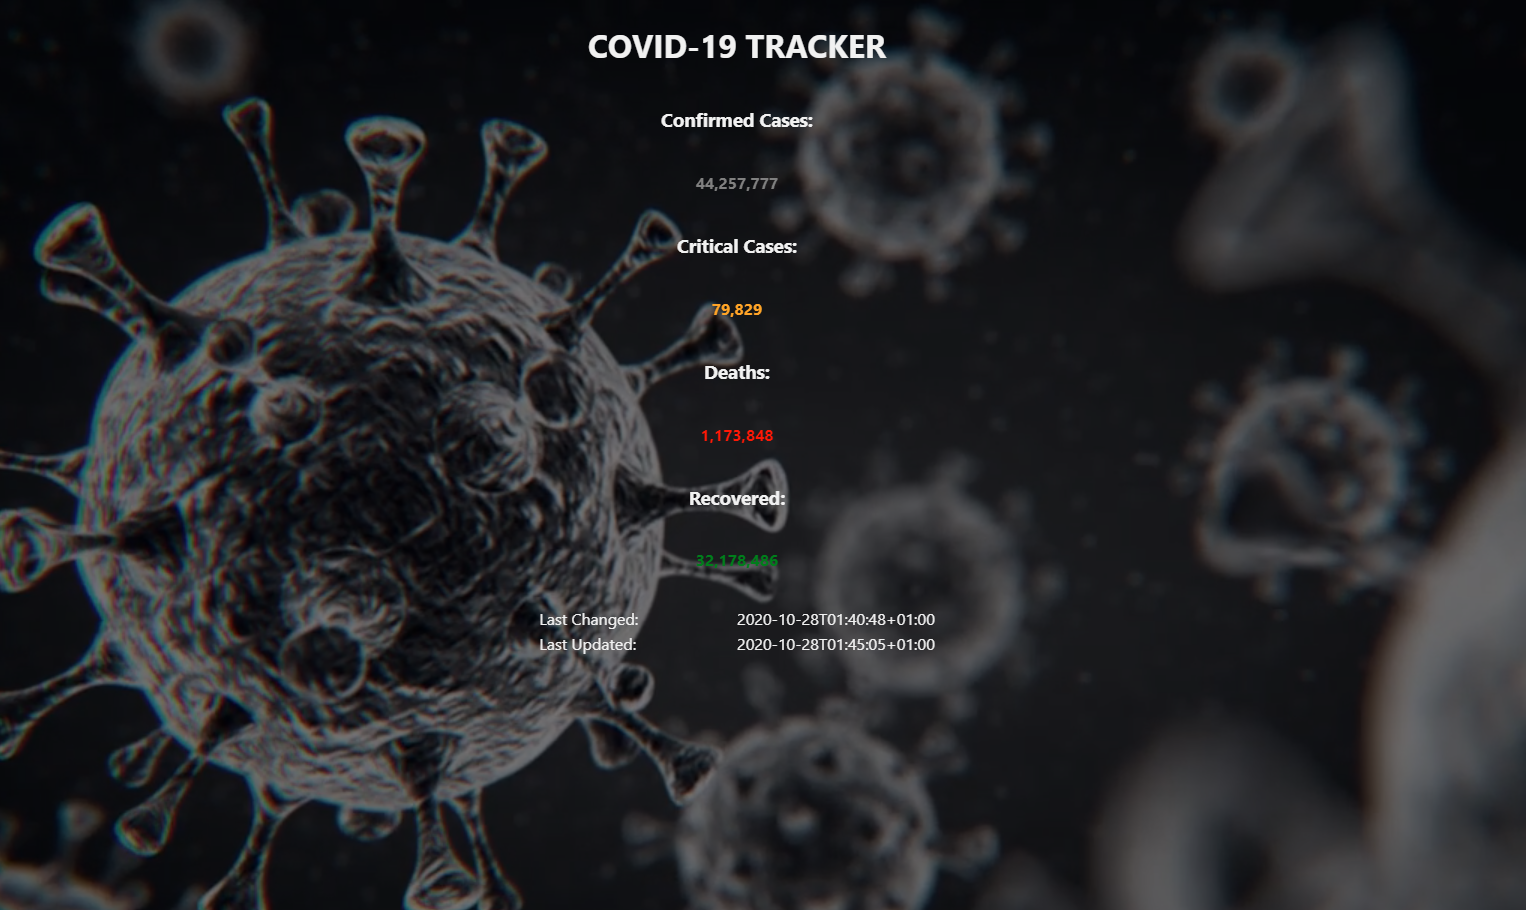 COVID-19 TRACKER
Confirmed Cases:
44,257,777
Critical Cases:
79,829
Deaths:
1,173,848
Recovered:
32,178,486
Last Changed: 2020-10-28T01:40:48+01:00
Last Updated: 2020-10-28T01:45:05+01:00